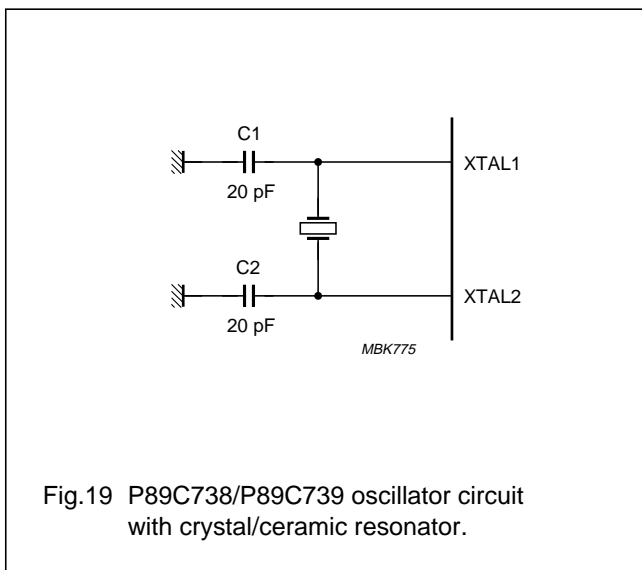 C1
XTAL1
20 pF
C2
XTAL2
20 pF
MBK775
Fig.19 P89C738/P89C739 oscillator circuit
with crystal/ceramic resonator.